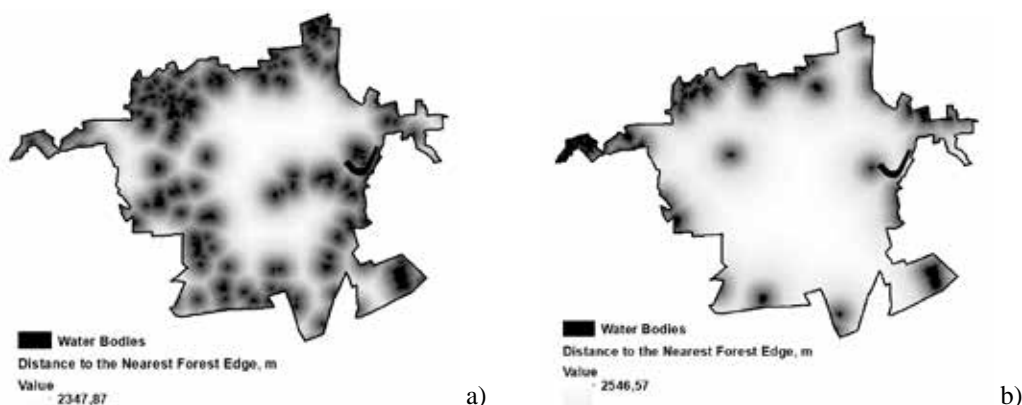 Water Bodies
Distance to the Nearest Forest Edge, m
Value
2347,87
a)
Water Bodies
Distance to the Nearest Forest Edge, m
Value
2546,57
b)